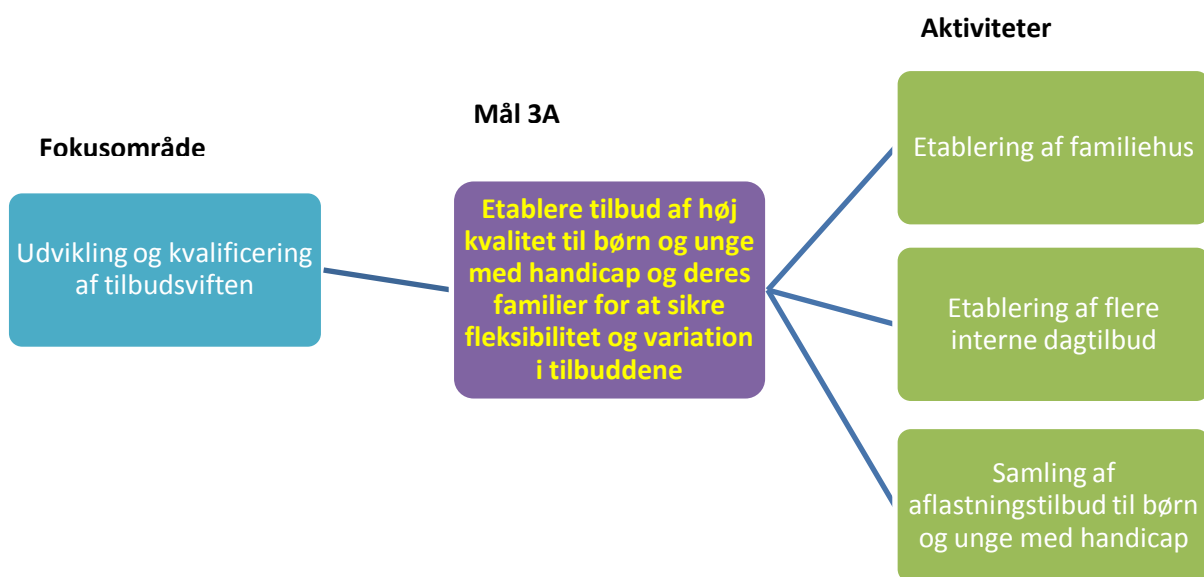 Fokusområde
Udvikling og kvalificering
af tilbudsviften
Mål 3A
Etablere tilbud af høj
kvalitet til børn og unge
med handicap og deres
familier for at sikre
fleksibilitet og variation
i tilbuddene
Aktiviteter
Etablering af familiehus
Etablering af flere
interne dagtilbud
Samling af
aflastningstilbud til børn
og unge med handicap